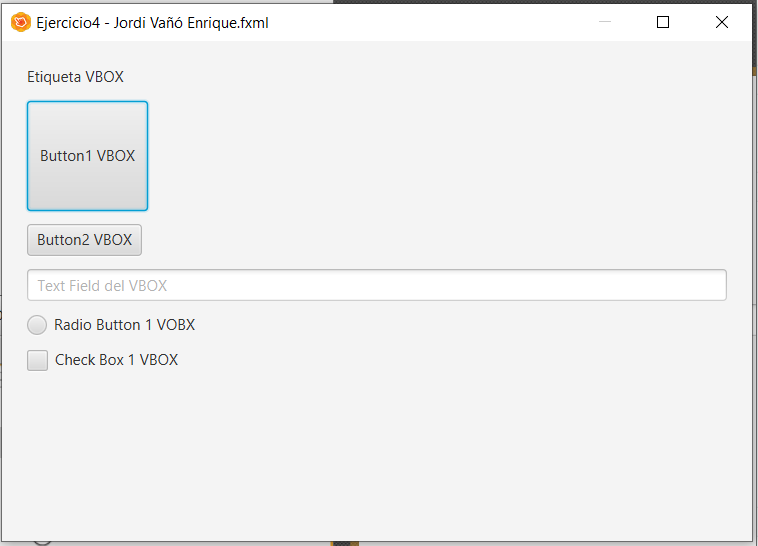 Ejercicio4 - Jordi Vañó Enrique.fxml
Etiqueta VBOX
Button1 VBOX
Button2 VBOX
Text Field del VBOX
Radio Button 1 VOBX
Check Box 1 VBOX